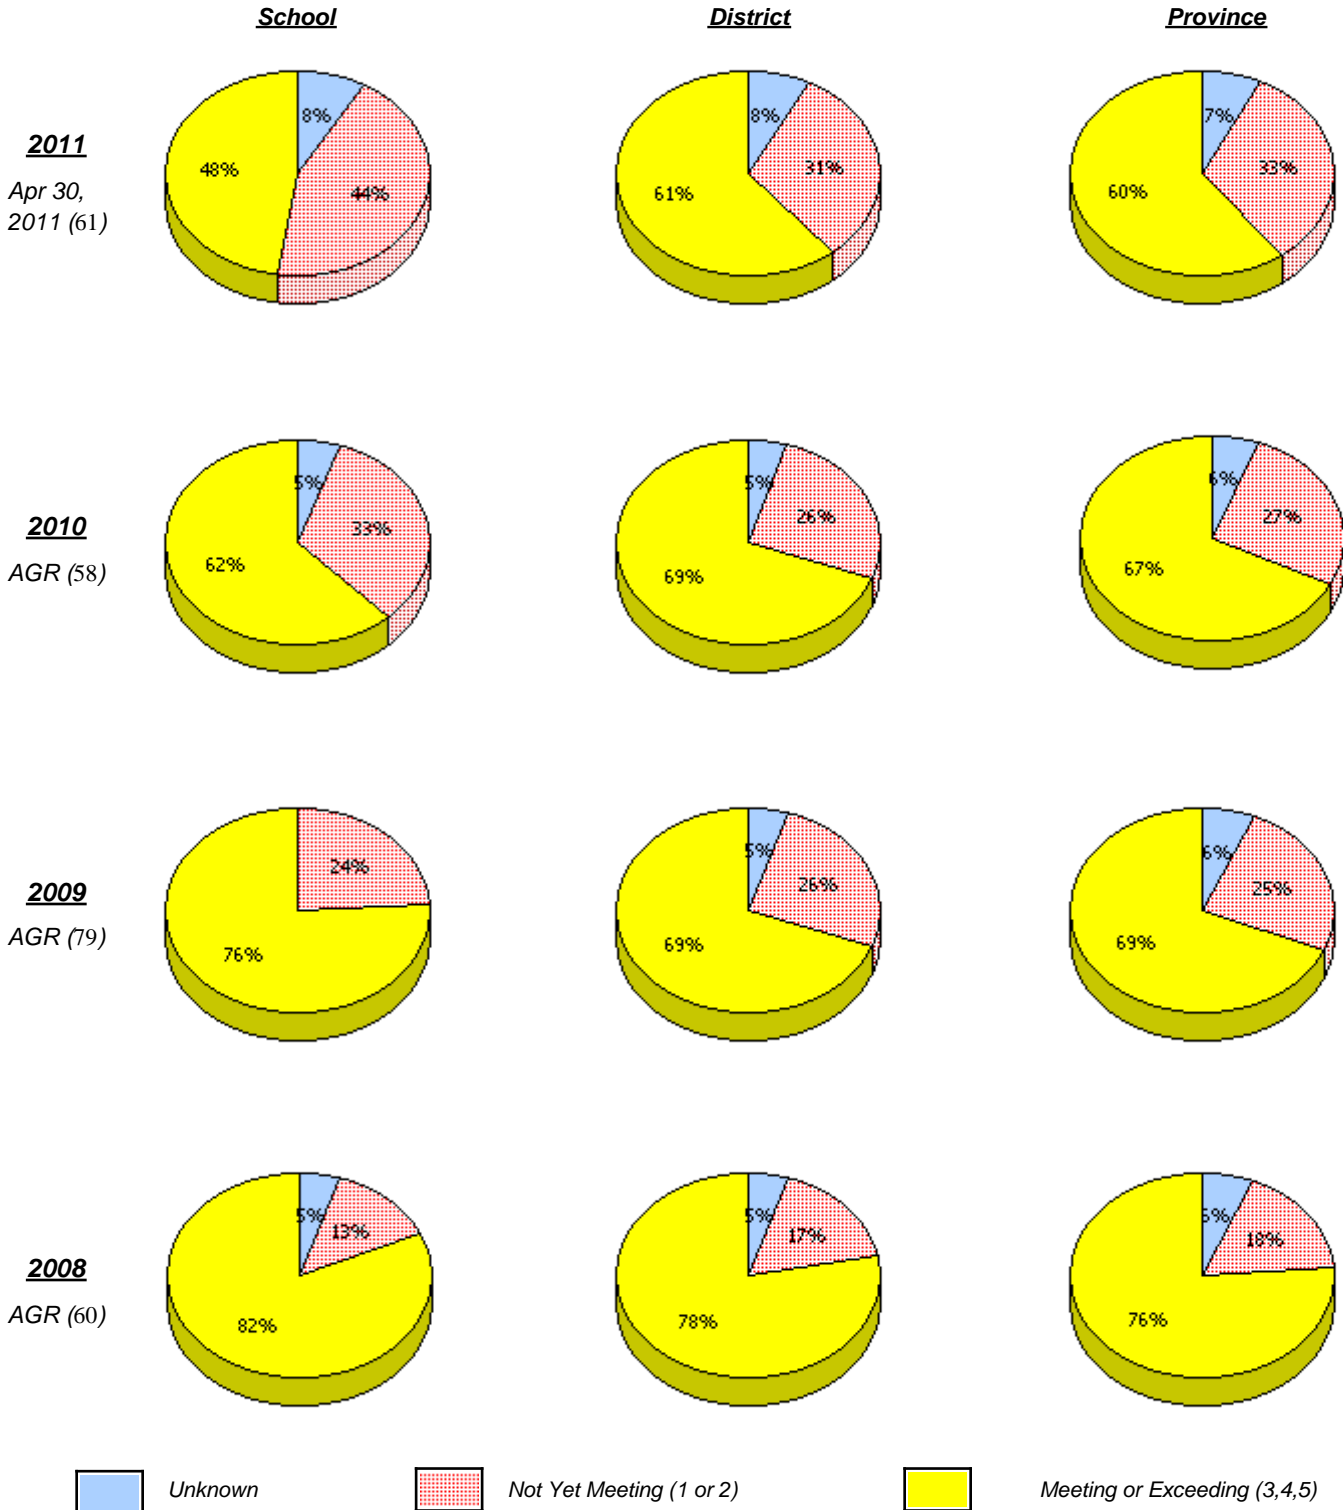 School District Province
8% 8% 7%
48% 44% 61% 31% 60% 33%
2011
Apr 30,
2011 (61)
5% 5% 6%
62% 33% 69% 26% 67% 27%
2010
AGR (58)
24% 5% 26% 6% 25%
76% 69% 69%
2009
AGR (79)
5% 13% 5% 17% 18%
82% 78% 76%
2008
AGR (60)
Unknown Not Yet Meeting (1 or 2) Meeting or Exceeding (3,4,5)